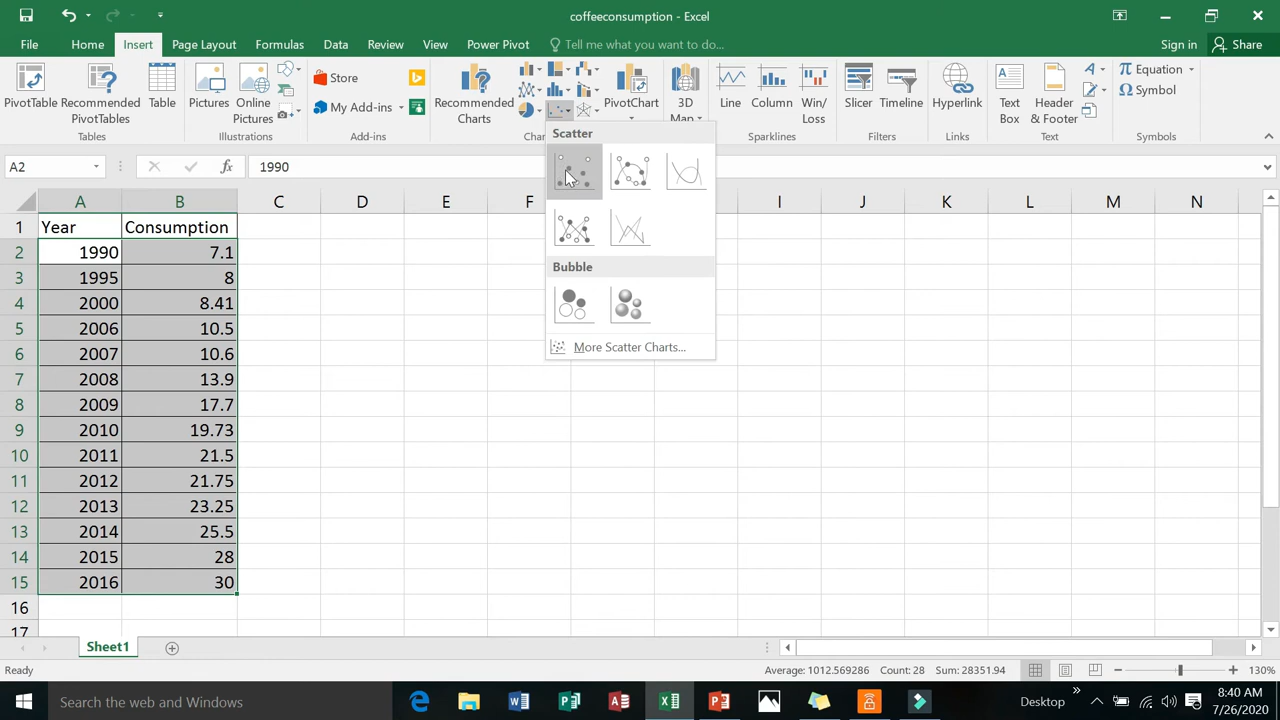 coffeeconsumption - Excel
File Home Insert Page Layout Formulas Data Review View Power Pivot Tell me what you want to do... Sign in Share
PivotTable Recommended PivotTables Table
Pictures Online Pictures
Store
My Add-ins
Recommended Charts
PivotChart 3D Map
Line Column Win/Loss
Slicer Timeline
Hyperlink
Text Box Header & Footer
Equation
Symbol
Tables Illustrations Add-ins Sparklines Filters Links Text Symbols
A2 fx 1990
Scatter
Bubble
More Scatter Charts...
A B C D E F I J K L M N
1 Year Consumption
2 1990 7.1
3 1995 8
4 2000 8.41
5 2006 10.5
6 2007 10.6
7 2008 13.9
8 2009 17.7
9 2010 19.73
10 2011 21.5
11 2012 21.75
12 2013 23.25
13 2014 25.5
14 2015 28
15 2016 30
16
17
Sheet1
Ready Average: 1012.569286 Count: 28 Sum: 28351.94 130%
Search the web and Windows Desktop 8:40 AM
7/26/2020